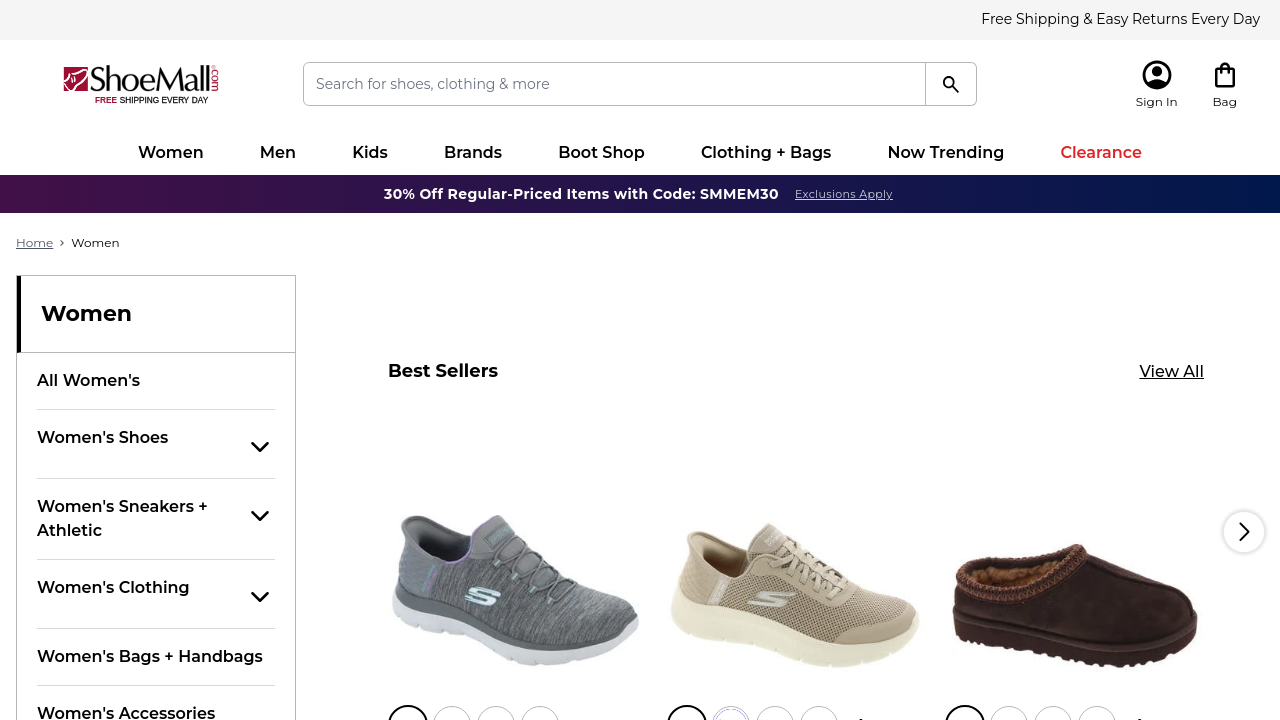 Free Shipping & Easy Returns Every Day
ShoeMall.com
FREE SHIPPING EVERY DAY
Search for shoes, clothing & more
Sign In
Bag
Women
Men
Kids
Brands
Boot Shop
Clothing + Bags
Now Trending
Clearance
30% Off Regular-Priced Items with Code: SMMEM30
Exclusions Apply
Home › Women
Women
All Women's
Women's Shoes
Women's Sneakers +
Athletic
Women's Clothing
Women's Bags + Handbags
Women's Accessories
Best Sellers
View All